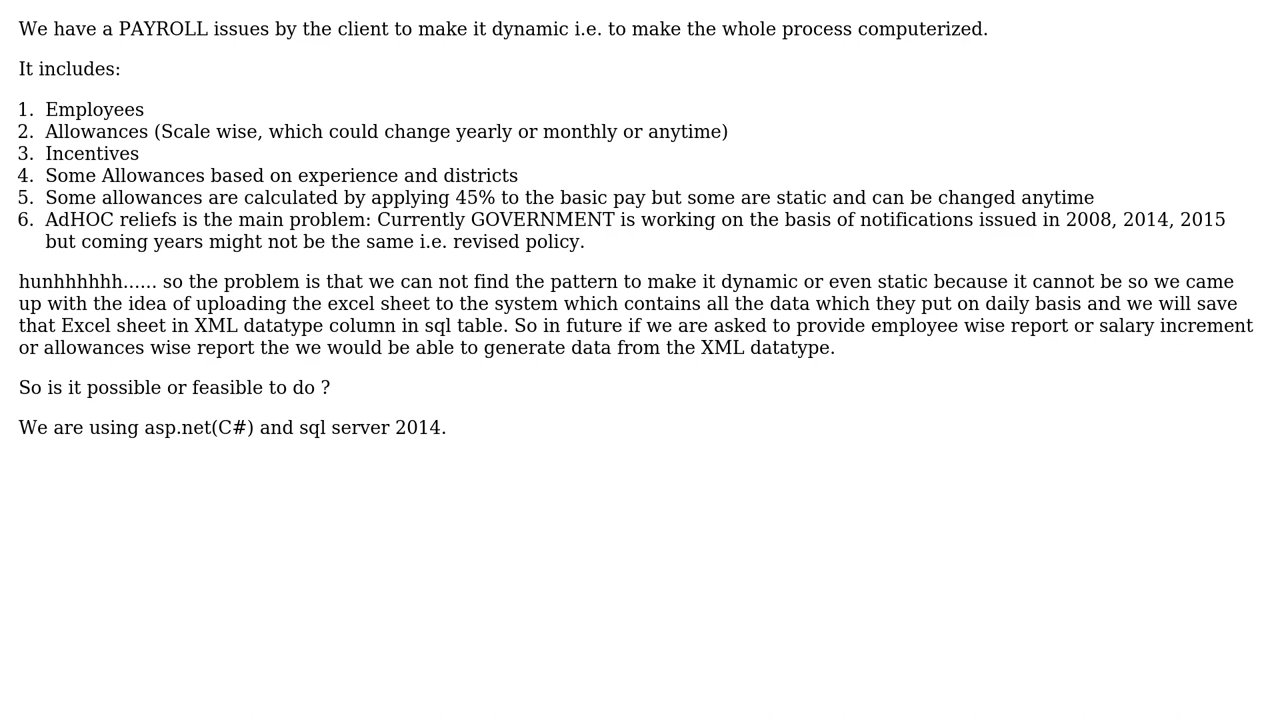 We have a PAYROLL issues by the client to make it dynamic i.e. to make the whole process computerized.
It includes:
1. Employees
2. Allowances (Scale wise, which could change yearly or monthly or anytime)
3. Incentives
4. Some Allowances based on experience and districts
5. Some allowances are calculated by applying 45% to the basic pay but some are static and can be changed anytime
6. AdHOC reliefs is the main problem: Currently GOVERNMENT is working on the basis of notifications issued in 2008, 2014, 2015
but coming years might not be the same i.e. revised policy.
hunhhhhhh...... so the problem is that we can not find the pattern to make it dynamic or even static because it cannot be so we came
up with the idea of uploading the excel sheet to the system which contains all the data which they put on daily basis and we will save
that Excel sheet in XML datatype column in sql table. So in future if we are asked to provide employee wise report or salary increment
or allowances wise report the we would be able to generate data from the XML datatype.
So is it possible or feasible to do ?
We are using asp.net(C#) and sql server 2014.